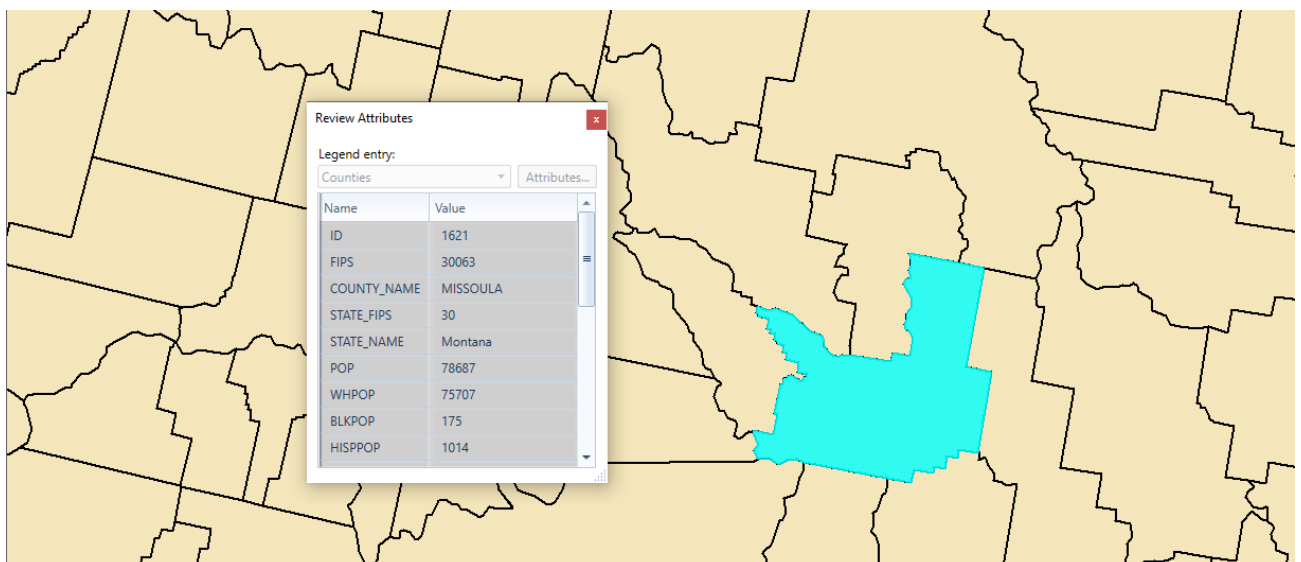 Review Attributes
x
Legend entry:
Counties Attributes...
Name Value
ID 1621
FIPS 30063
COUNTY_NAME MISSOULA
STATE_FIPS 30
STATE_NAME Montana
POP 78687
WHPOP 75707
BLKPOP 175
HISPPOP 1014